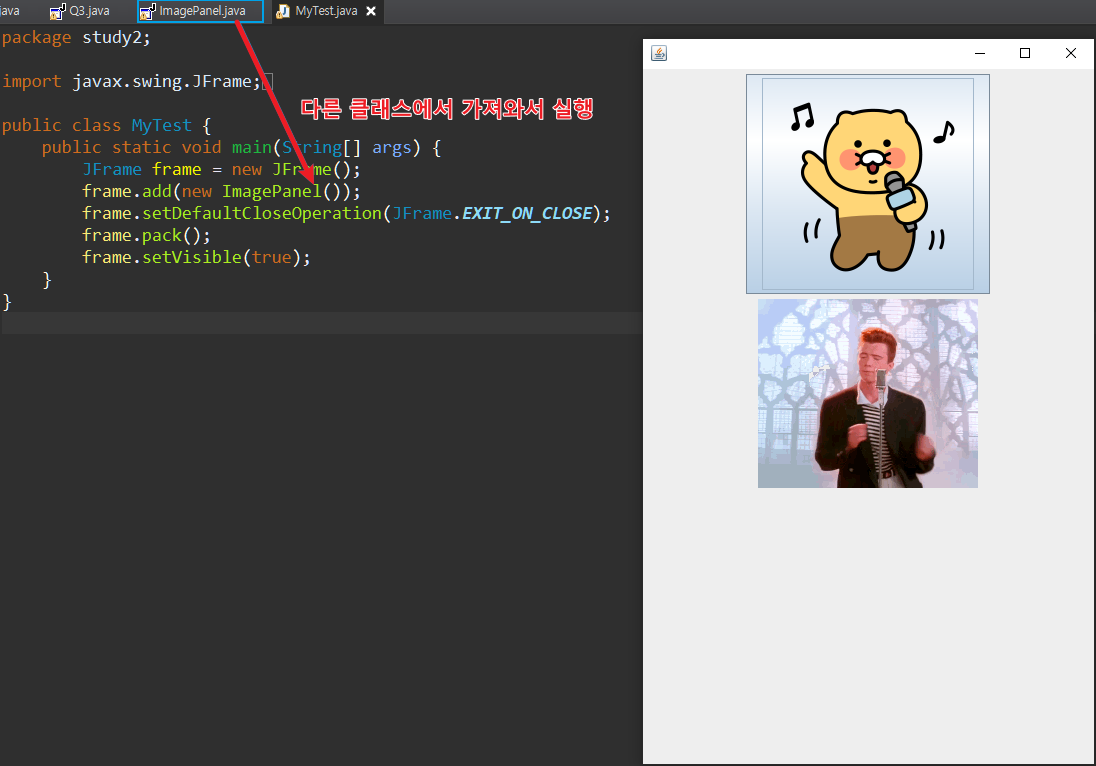 ava Q3.java ImagePanel.java MyTest.java
package study2;
import javax.swing.JFrame;
다른 클래스에서 가져와서 실행
public class MyTest {
public static void main(String[] args) {
JFrame frame = new JFrame();
frame.add(new ImagePanel());
frame.setDefaultCloseOperation(JFrame.EXIT_ON_CLOSE);
frame.pack();
frame.setVisible(true);
}
}